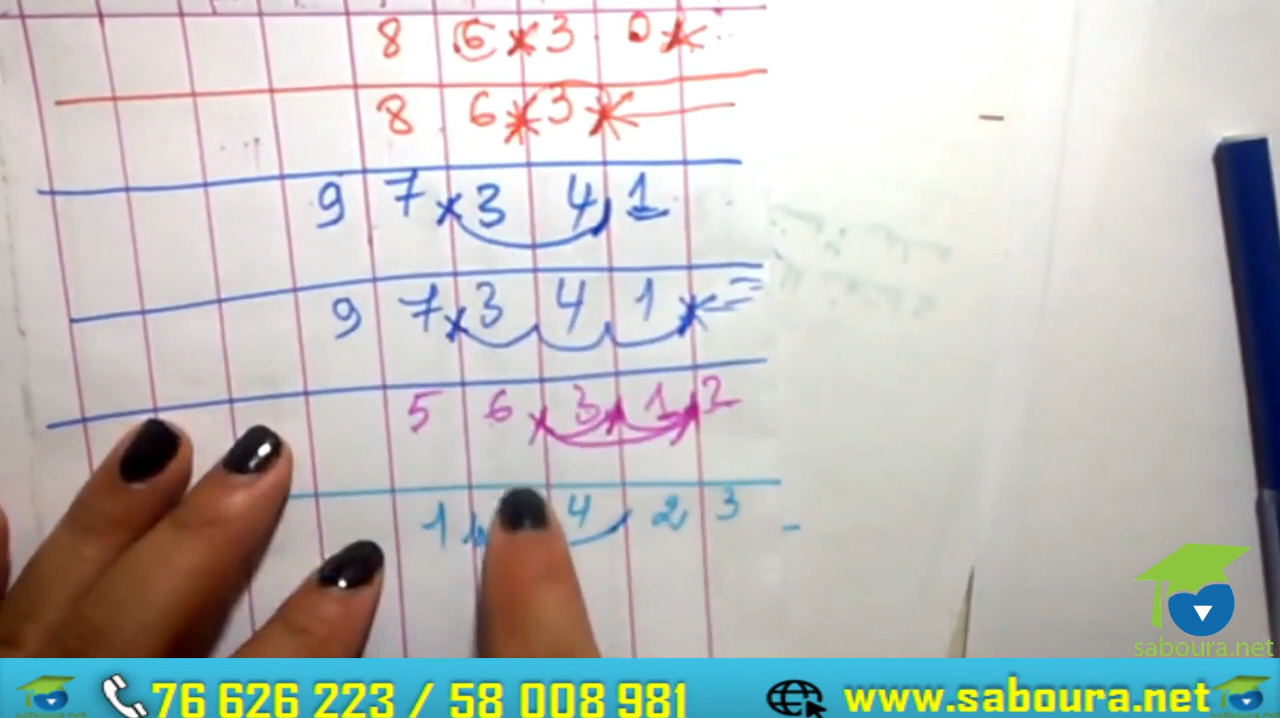 8 6 3 0
8 6 3
9 7 3 4 1
9 7 3 4 1
5 6 3 1 2
1 4 2 3
saboura.net
76 626 223 / 58 008 981
www.saboura.net